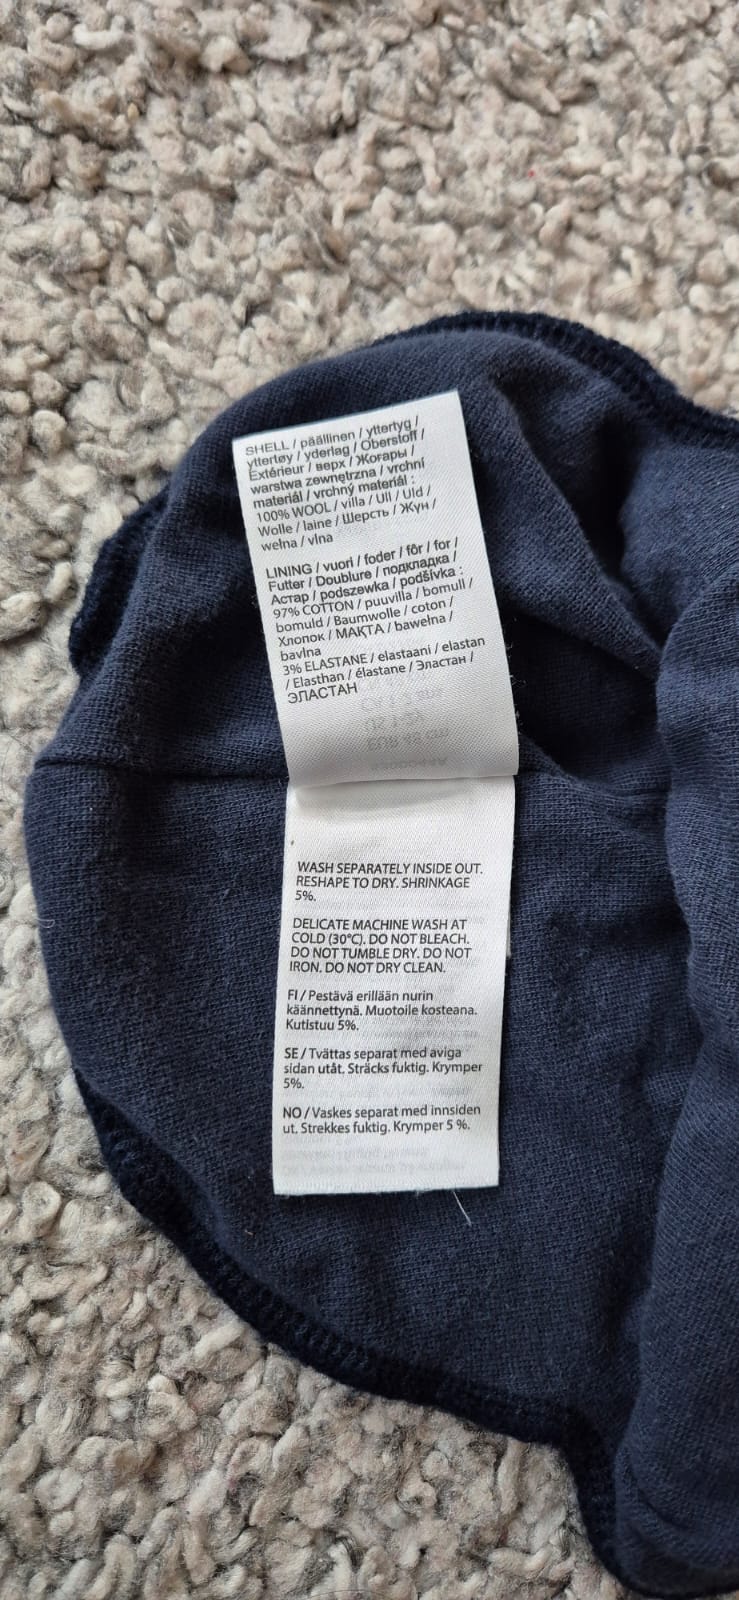 SHELL / päällinen / yttertyg /
yttertøy / yderlag / Oberstoff /
Extérieur / верх / Жоғары /
warstwa zewnętrzna / vrchní
materiál / vrchný materiál :
100% WOOL / villa / Ull / Uld /
Wolle / laine / Шерсть / Жүн /
wełna / vlna
LINING / vuori / foder / fôr / for /
Futter / Doublure / подкладка /
Астар / podszewka / podšívka :
97% COTTON / puuvilla / bomull /
bomuld / Baumwolle / coton /
Хлопок / МАҚТА / bawełna /
bavlna
3% ELASTANE / elastaani / elastan
/ Elasthan / élastane / Эластан /
ЭЛАСТАН
WASH SEPARATELY INSIDE OUT.
RESHAPE TO DRY. SHRINKAGE
5%.
DELICATE MACHINE WASH AT
COLD (30°C). DO NOT BLEACH.
DO NOT TUMBLE DRY. DO NOT
IRON. DO NOT DRY CLEAN.
FI / Pestävä erillään nurin
käännettynä. Muotoile kosteana.
Kutistuu 5%.
SE / Tvättas separat med aviga
sidan utåt. Sträcks fuktig. Krymper
5%.
NO / Vaskes separat med innsiden
ut. Strekkes fuktig. Krymper 5 %.